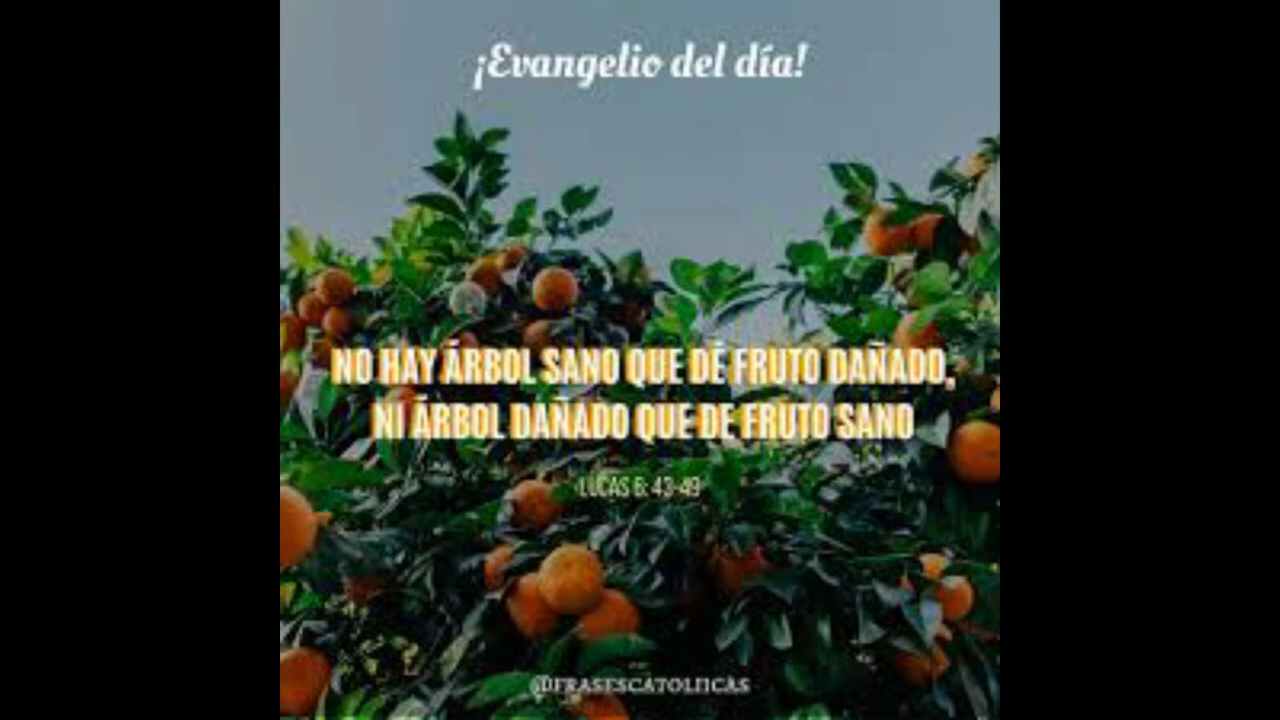 ¡Evangelio del día!
NO HAY ÁRBOL SANO QUE DÉ FRUTO DAÑADO,
NI ÁRBOL DAÑADO QUE DE FRUTO SANO
LUCAS 6: 43-49
@FRASESCATOLIICAS